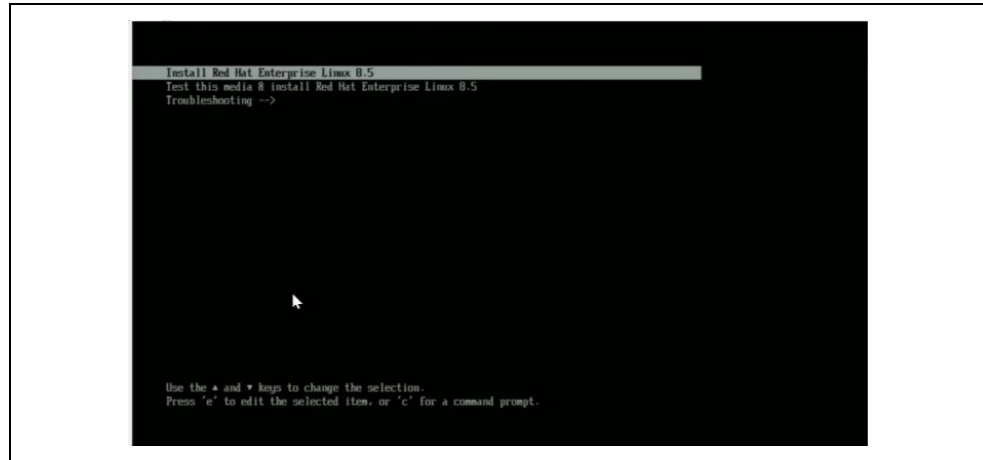 Install Red Hat Enterprise Linux 8.5
Test this media & install Red Hat Enterprise Linux 8.5
Troubleshooting -->
Use the ▲ and ▼ keys to change the selection.
Press 'e' to edit the selected item, or 'c' for a command prompt.